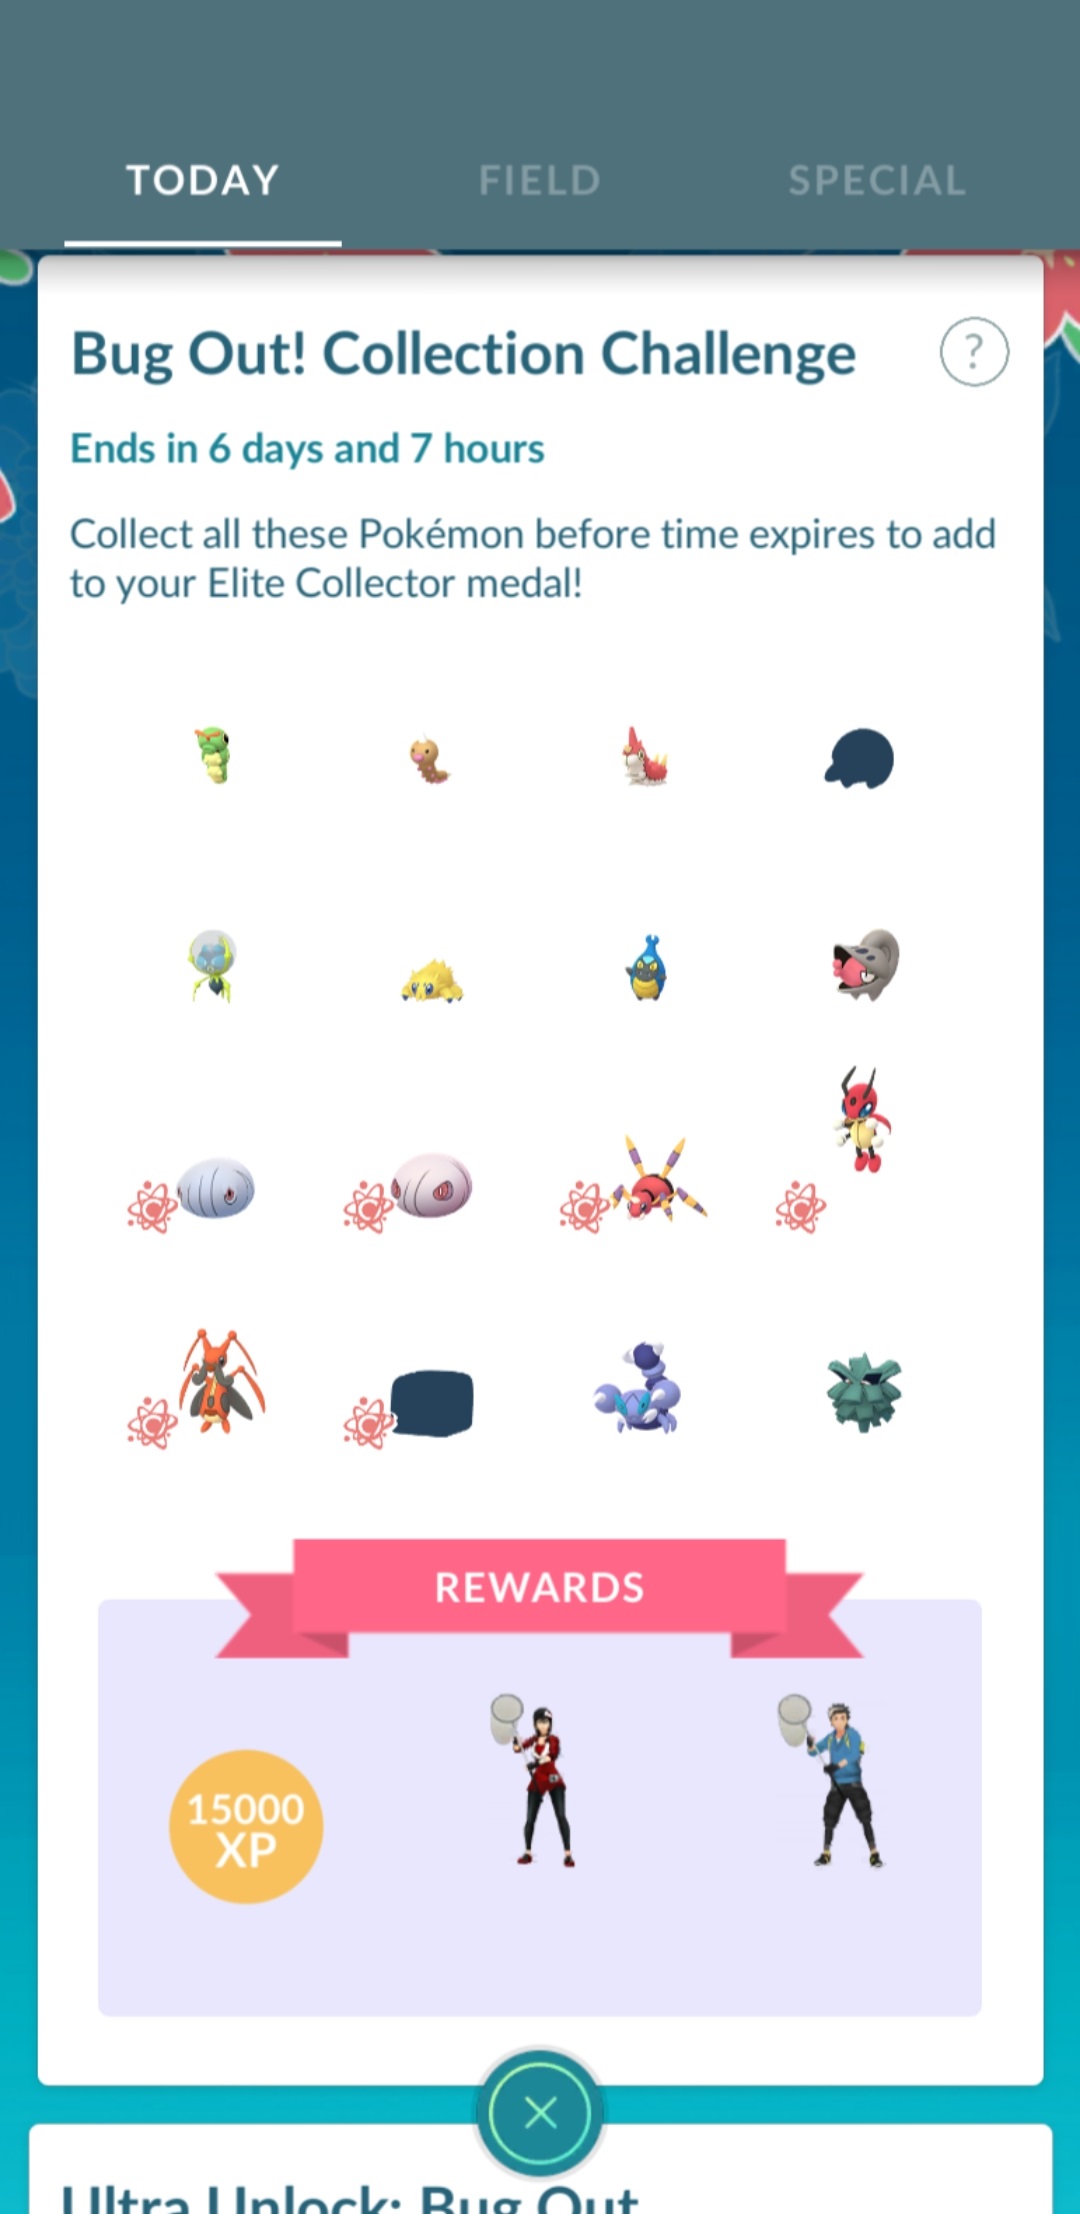 TODAY FIELD SPECIAL
Bug Out! Collection Challenge ?
Ends in 6 days and 7 hours
Collect all these Pokémon before time expires to add
to your Elite Collector medal!
REWARDS
15000
XP
Ultra Unlock: Bug Out